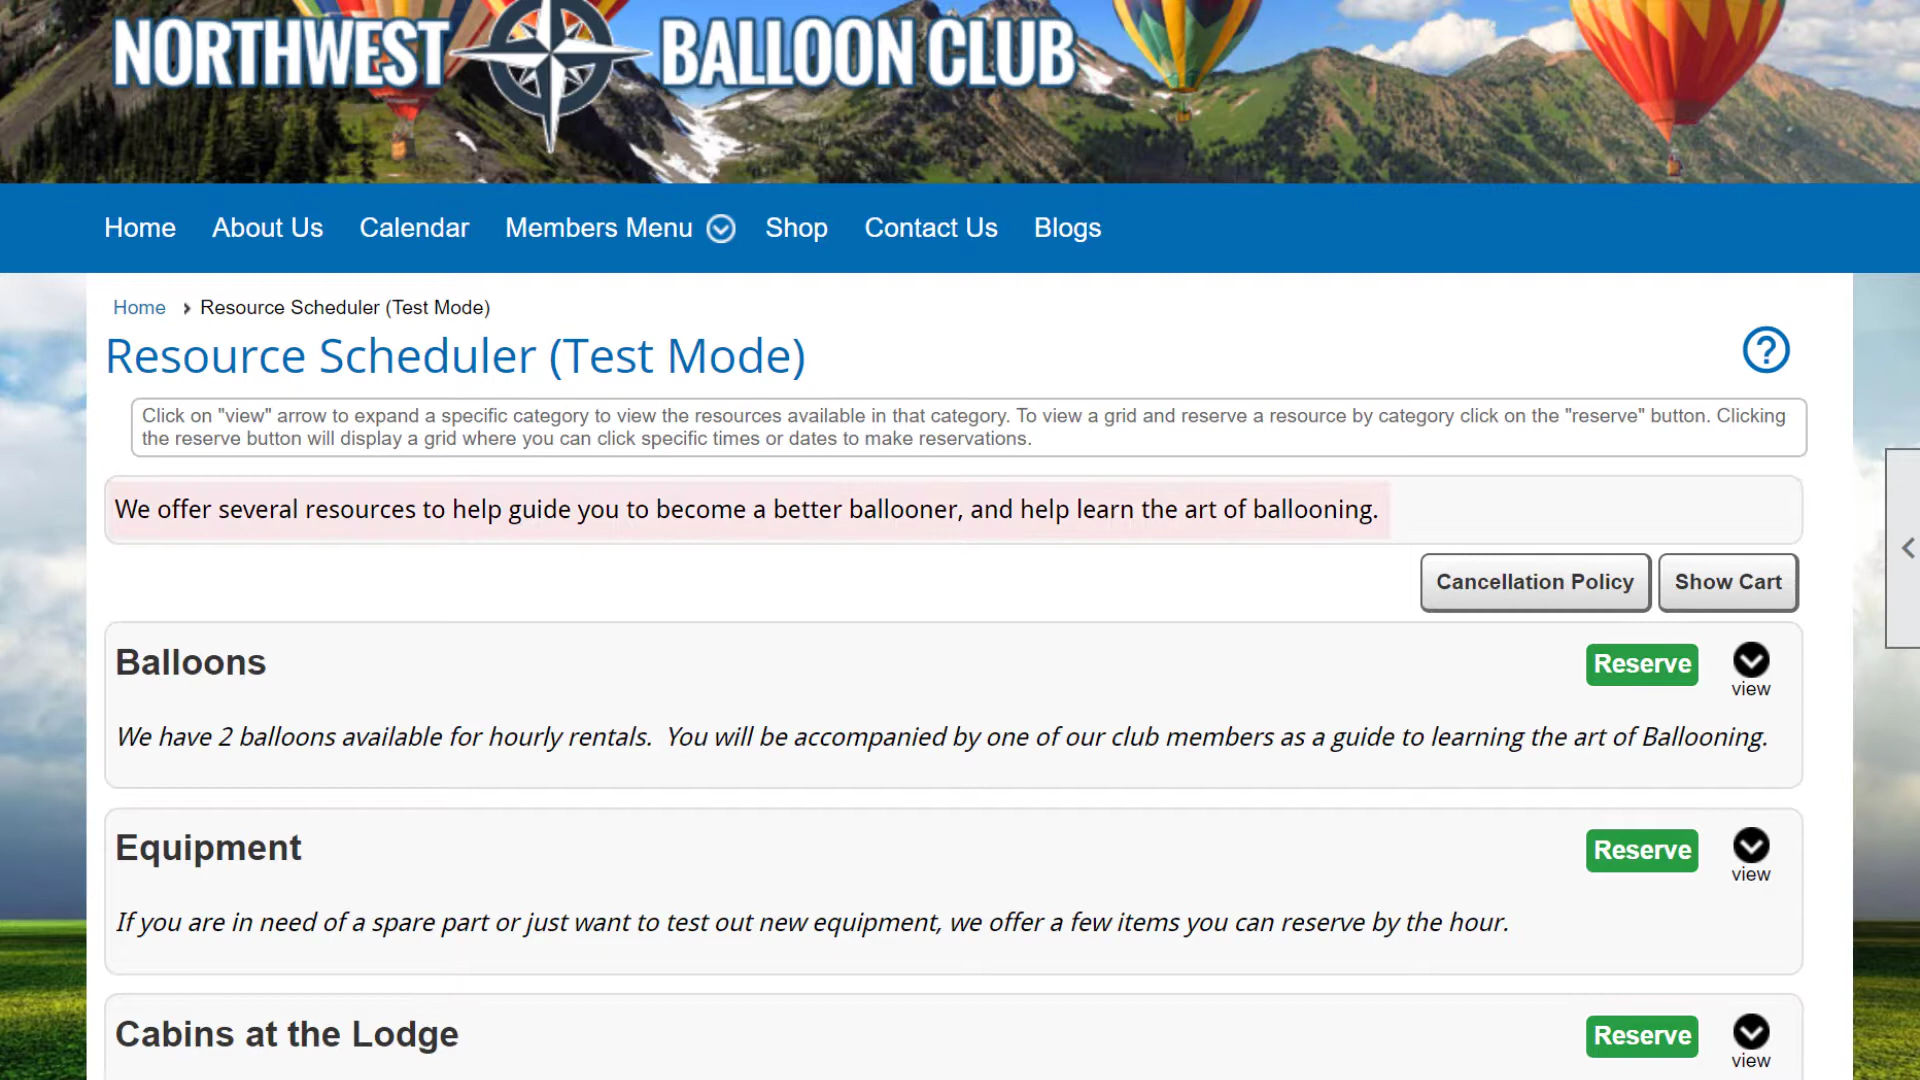 NORTHWEST BALLOON CLUB
Home About Us Calendar Members Menu Shop Contact Us Blogs
Home Resource Scheduler (Test Mode)
Resource Scheduler (Test Mode)
?
Click on "view" arrow to expand a specific category to view the resources available in that category. To view a grid and reserve a resource by category click on the "reserve" button. Clicking
the reserve button will display a grid where you can click specific times or dates to make reservations.
We offer several resources to help guide you to become a better ballooner, and help learn the art of ballooning.
Cancellation Policy Show Cart
Balloons Reserve
view
We have 2 balloons available for hourly rentals. You will be accompanied by one of our club members as a guide to learning the art of Ballooning.
Equipment Reserve
view
If you are in need of a spare part or just want to test out new equipment, we offer a few items you can reserve by the hour.
Cabins at the Lodge Reserve
view